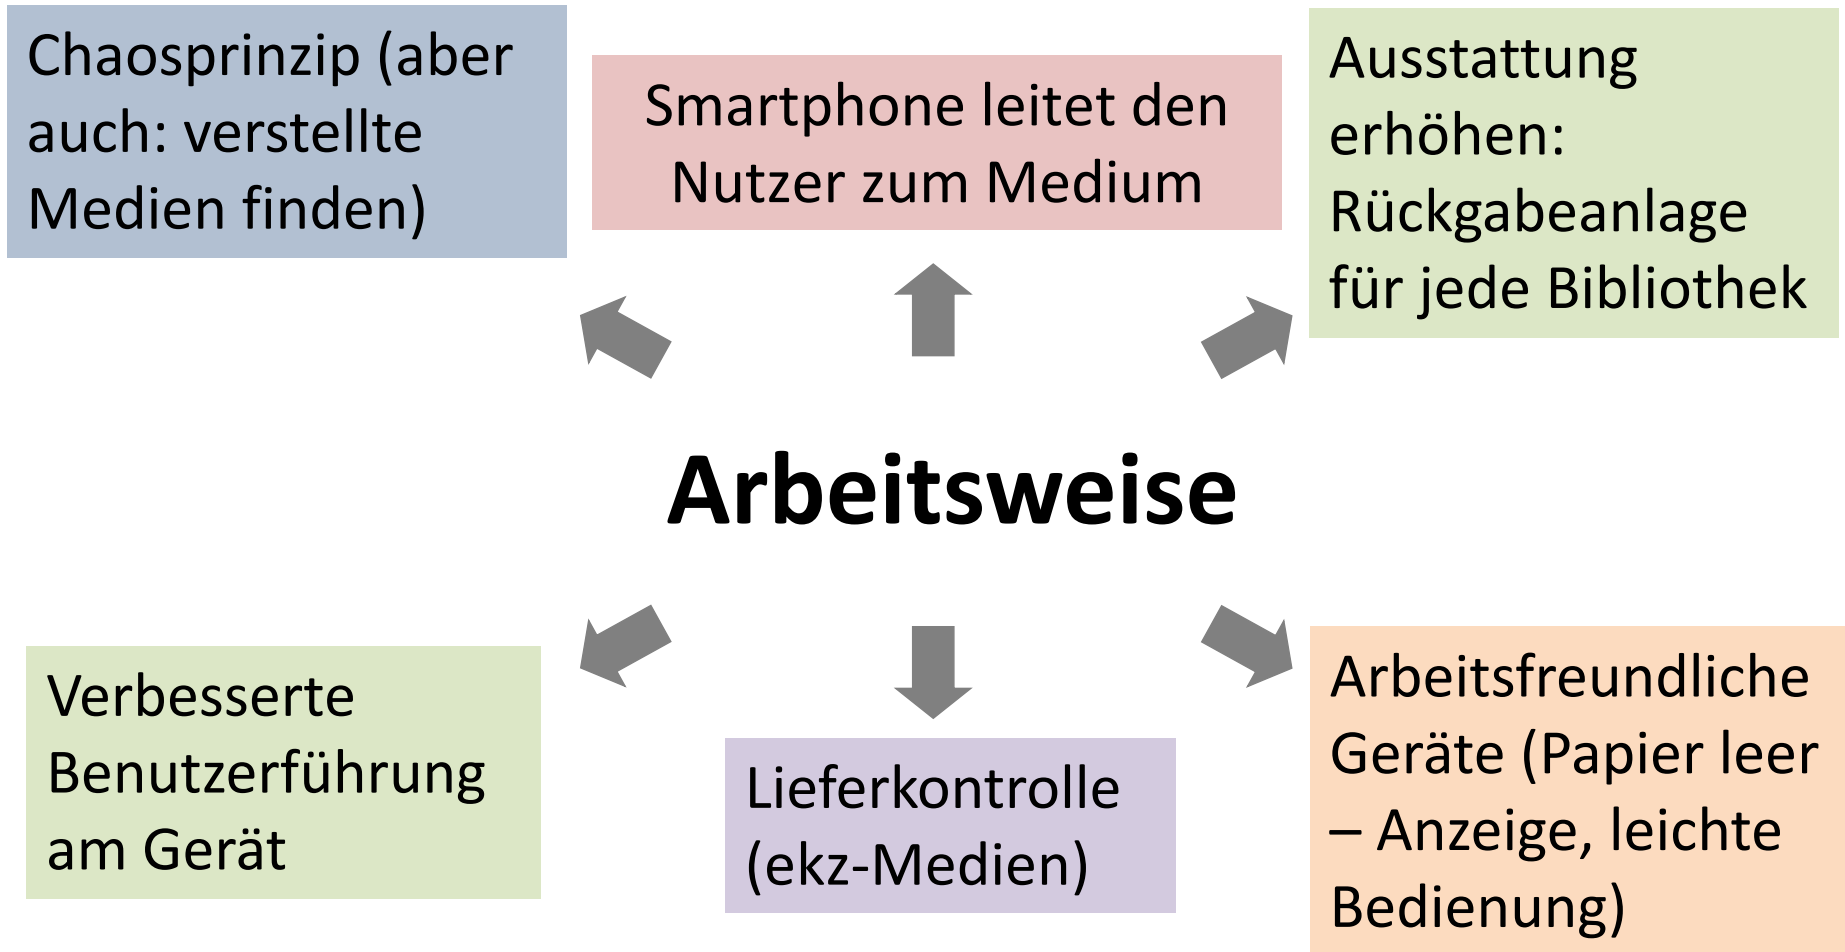 Chaosprinzip (aber
auch: verstellte
Medien finden)
Smartphone leitet den
Nutzer zum Medium
Ausstattung
erhöhen:
Rückgabeanlage
für jede Bibliothek
Arbeitsweise
Verbesserte
Benutzerführung
am Gerät
Lieferkontrolle
(ekz-Medien)
Arbeitsfreundliche
Geräte (Papier leer
– Anzeige, leichte
Bedienung)